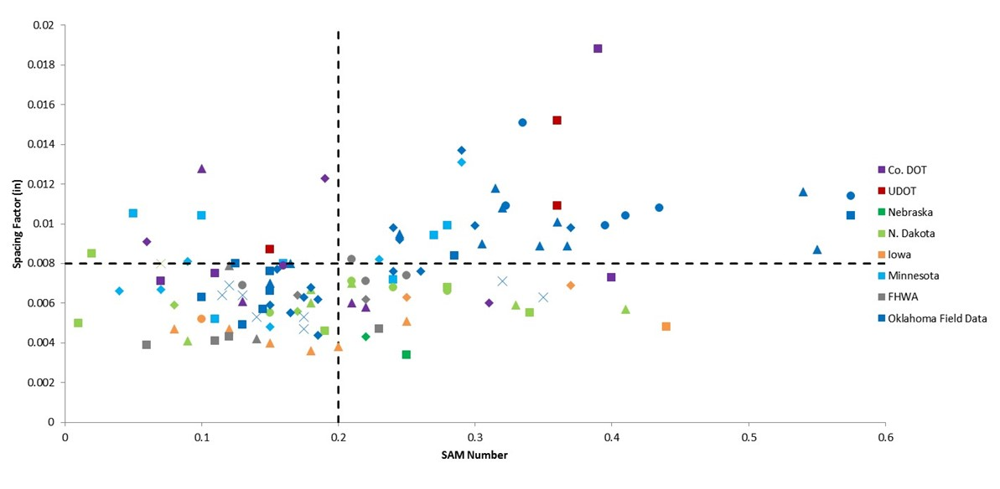 0.02
0.018
0.016
0.014
0.012
0.01
0.008
0.006
0.004
0.002
0
Spacing Factor (in)
0 0.1 0.2 0.3 0.4 0.5 0.6
SAM Number
Co. DOT
UDOT
Nebraska
N. Dakota
Iowa
Minnesota
FHWA
Oklahoma Field Data